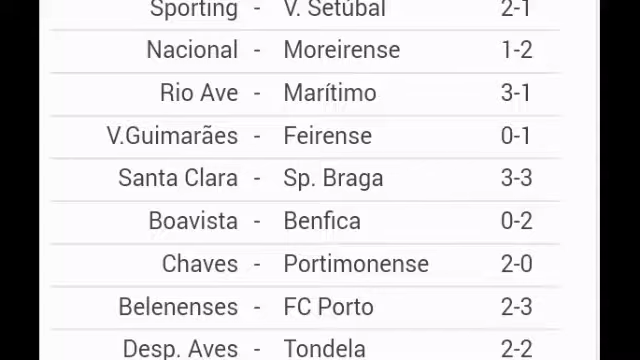 Sporting - V. Setúbal 2-1
Nacional - Moreirense 1-2
Rio Ave - Marítimo 3-1
V.Guimarães - Feirense 0-1
Santa Clara - Sp. Braga 3-3
Boavista - Benfica 0-2
Chaves - Portimonense 2-0
Belenenses - FC Porto 2-3
Desp. Aves - Tondela 2-2